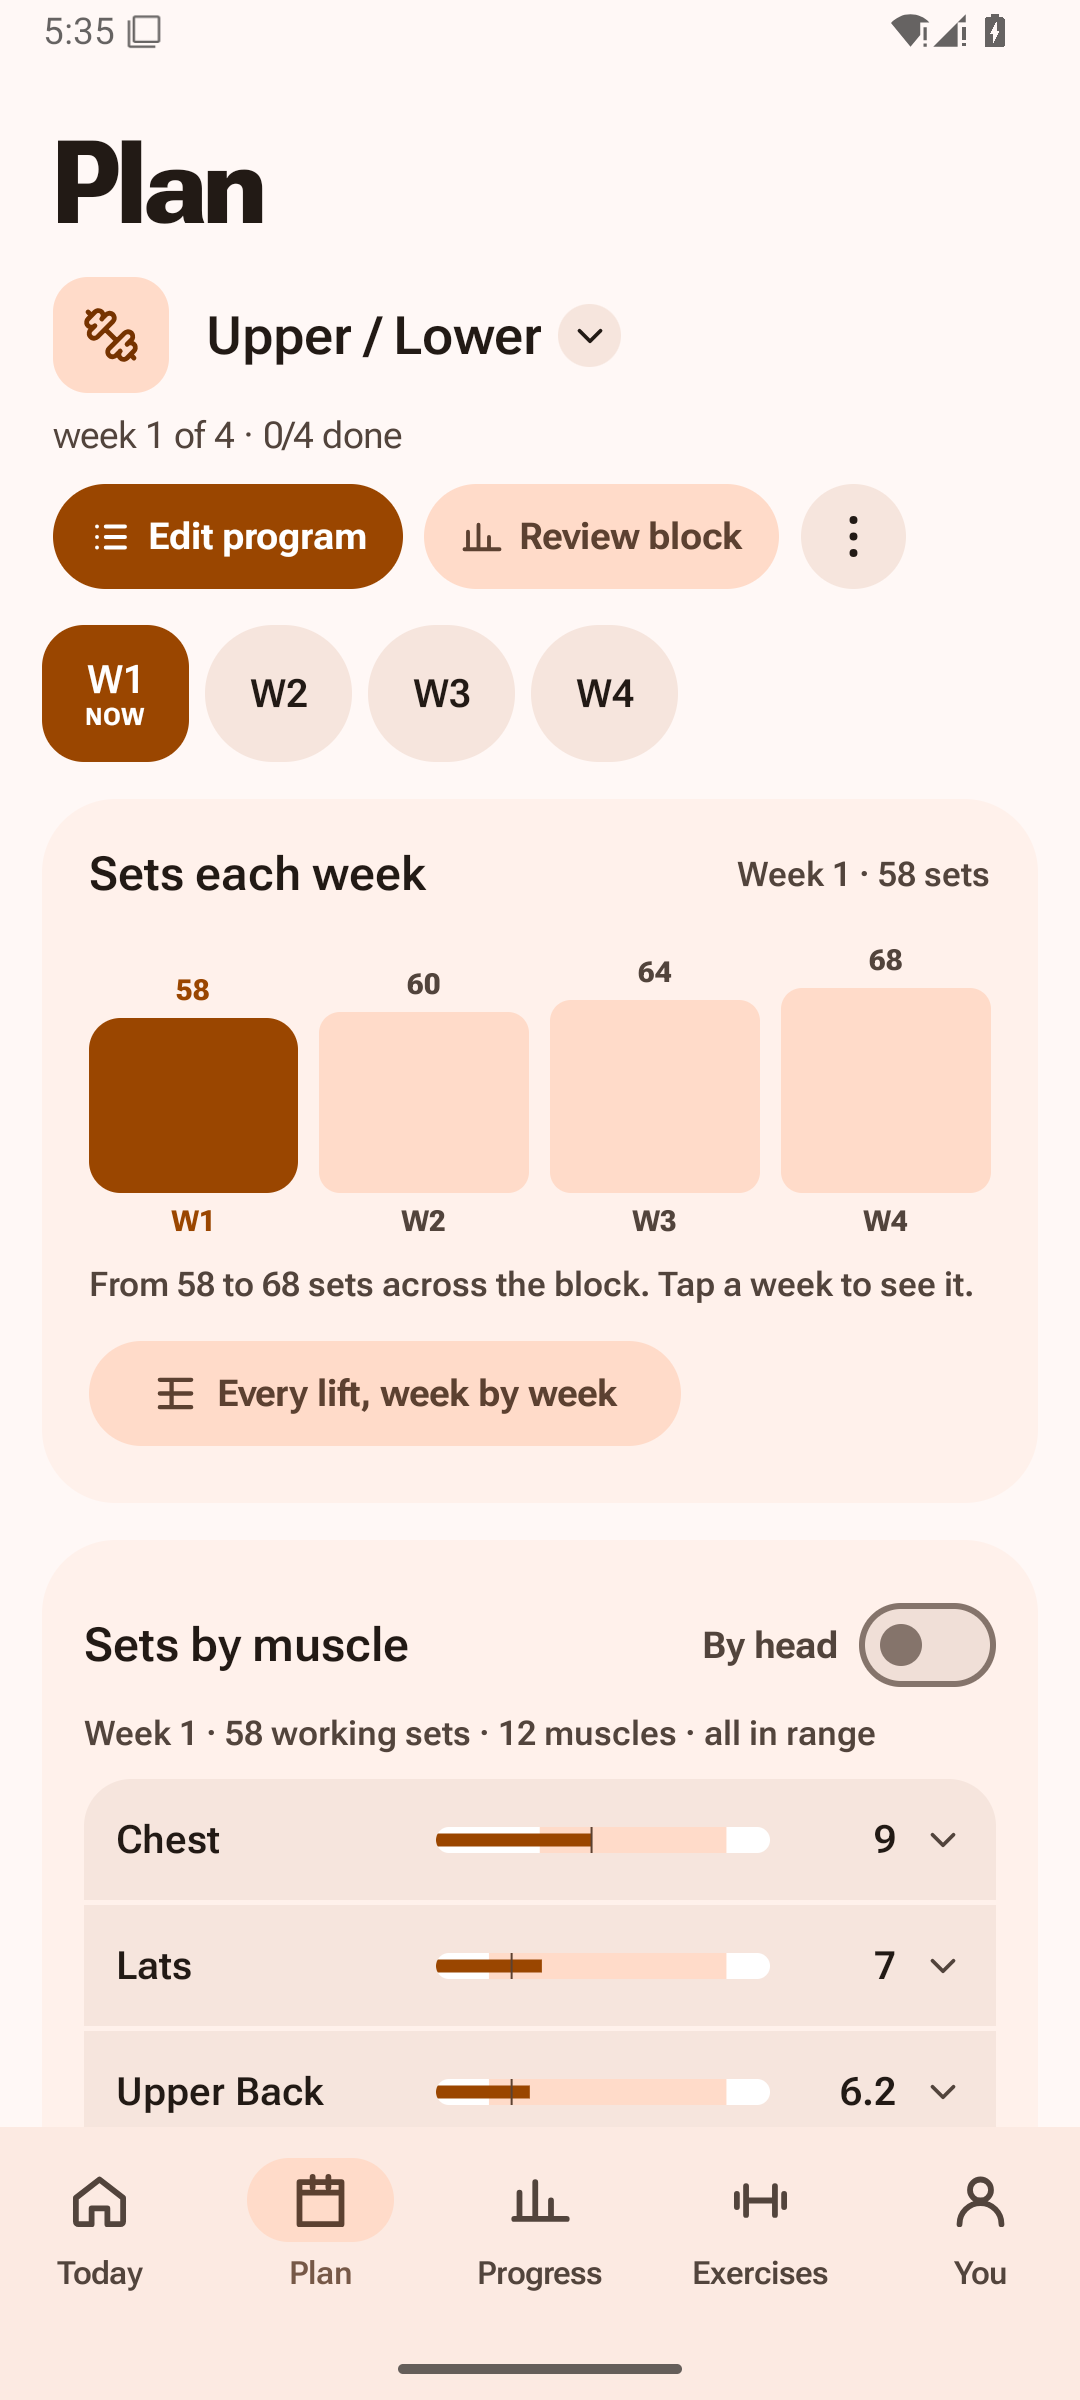 5:35
Plan
Upper / Lower
week 1 of 4 · 0/4 done
Edit program
Review block
W1
NOW
W2
W3
W4
Sets each week
Week 1 · 58 sets
58
60
64
68
W1
W2
W3
W4
From 58 to 68 sets across the block. Tap a week to see it.
Every lift, week by week
Sets by muscle
By head
Week 1 · 58 working sets · 12 muscles · all in range
Chest
9
Lats
7
Upper Back
6.2
Today
Plan
Progress
Exercises
You